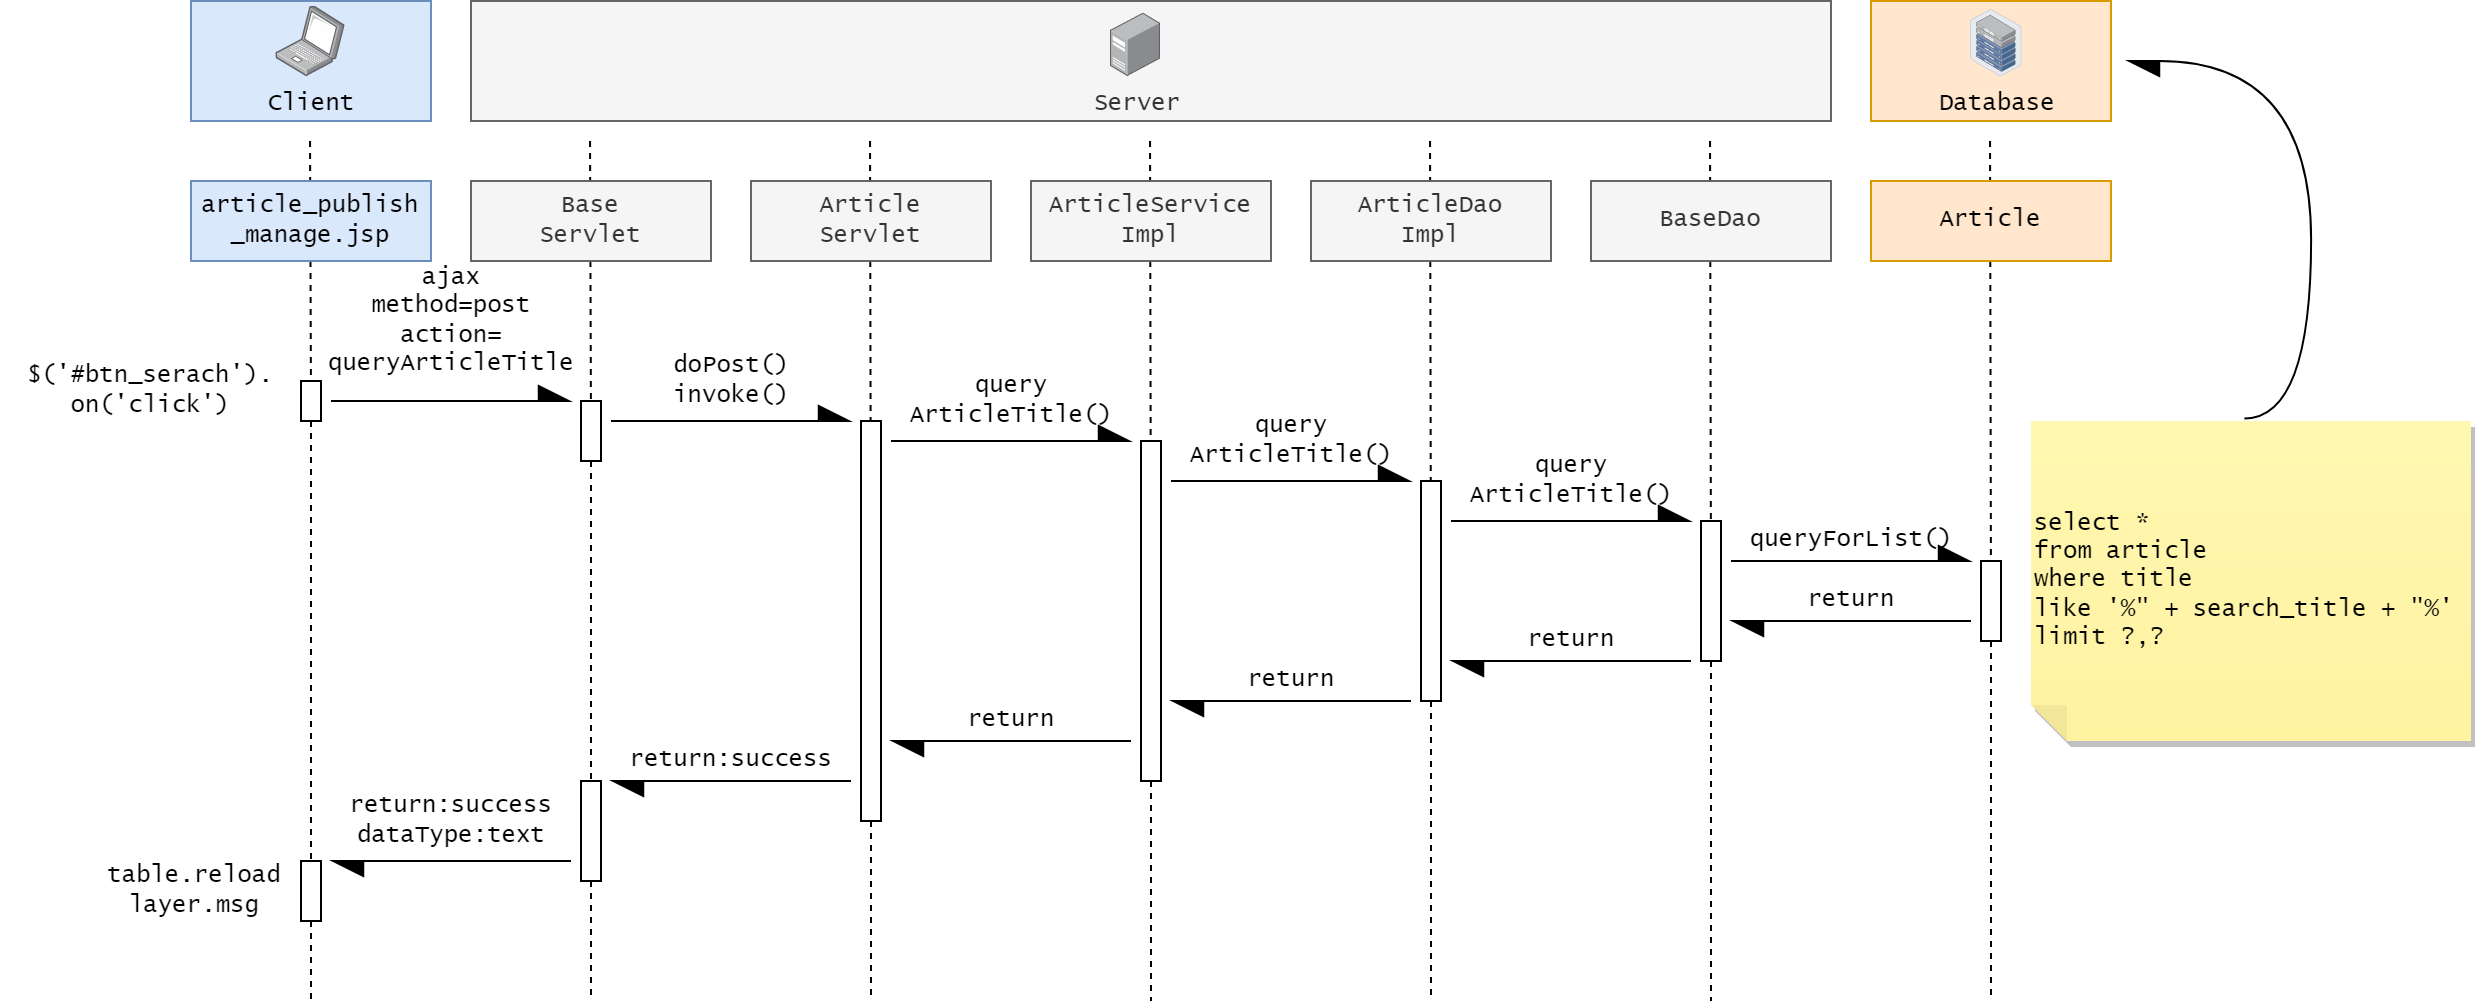 Client
Server
Database
article_publish
_manage.jsp
Base
Servlet
Article
Servlet
ArticleService
Impl
ArticleDao
Impl
BaseDao
Article
ajax
method=post
action=
queryArticleTitle
$('#btn_serach').
on('click')
doPost()
invoke()
query
ArticleTitle()
query
ArticleTitle()
query
ArticleTitle()
queryForList()
select *
from article
where title
like '%" + search_title + "%'
limit ?,?
return
return
return
return
return:success
return:success
dataType:text
table.reload
layer.msg